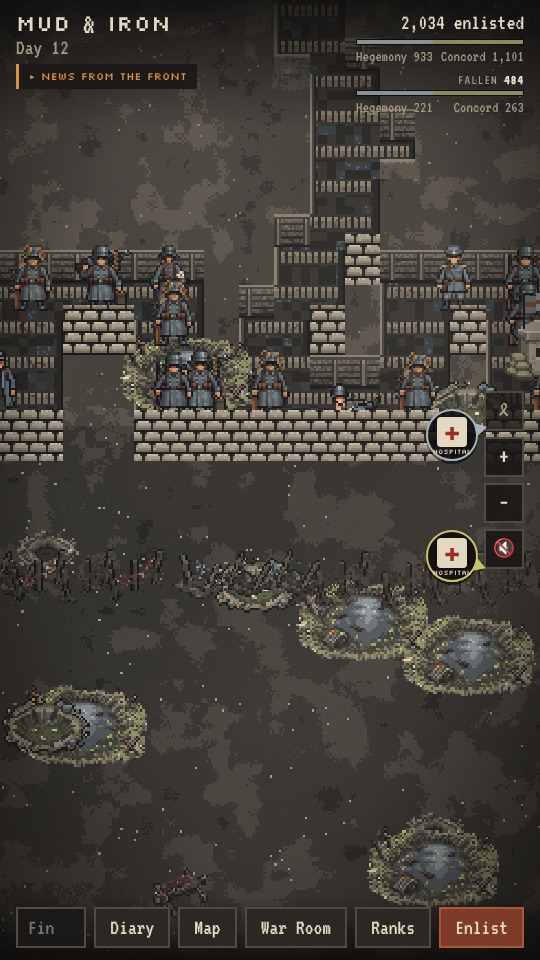 MUD & IRON
Day 12
▸ NEWS FROM THE FRONT
2,034 enlisted
Hegemony 933 Concord 1,101
FALLEN 484
Hegemony 221 Concord 263
+
HOSPITAL
-
HOSPITAL
Fin
Diary
Map
War Room
Ranks
Enlist